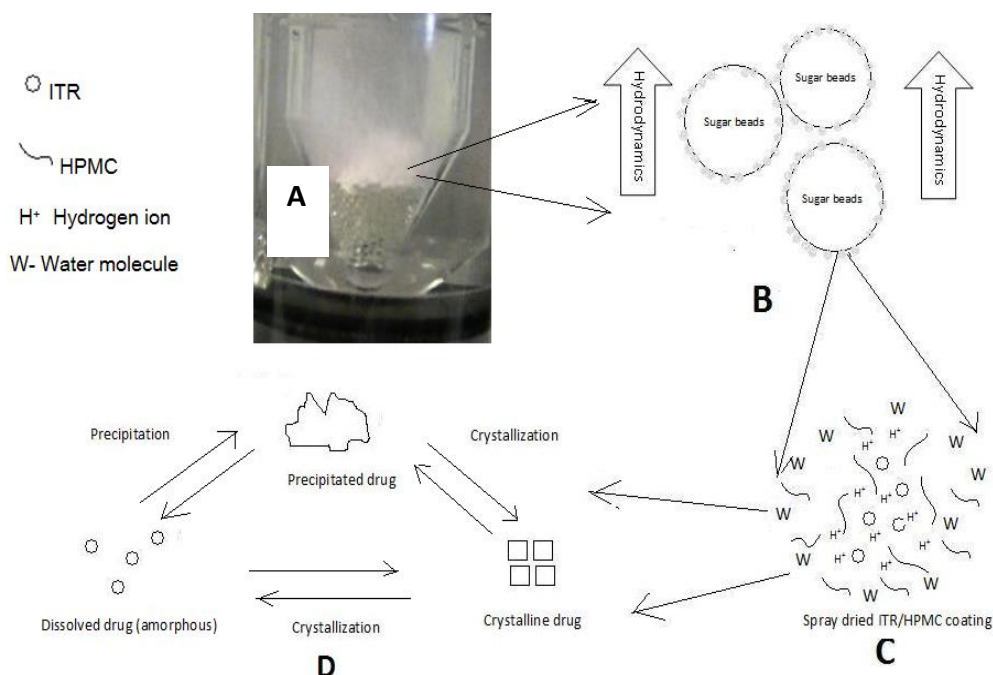 ITR
HPMC
H⁺ Hydrogen ion
W- Water molecule
A
Hydrodynamics
Sugar beads
Sugar beads
Sugar beads
Hydrodynamics
B
Precipitation
Precipitated drug
Crystallization
Dissolved drug (amorphous)
Crystallization
Crystalline drug
D
W
W
H⁺
H⁺
W
W
W
H⁺
H⁺
H⁺
W
H⁺
W
H⁺
H⁺
H⁺
W
H⁺
H⁺
W
W
Spray dried ITR/HPMC coating
C